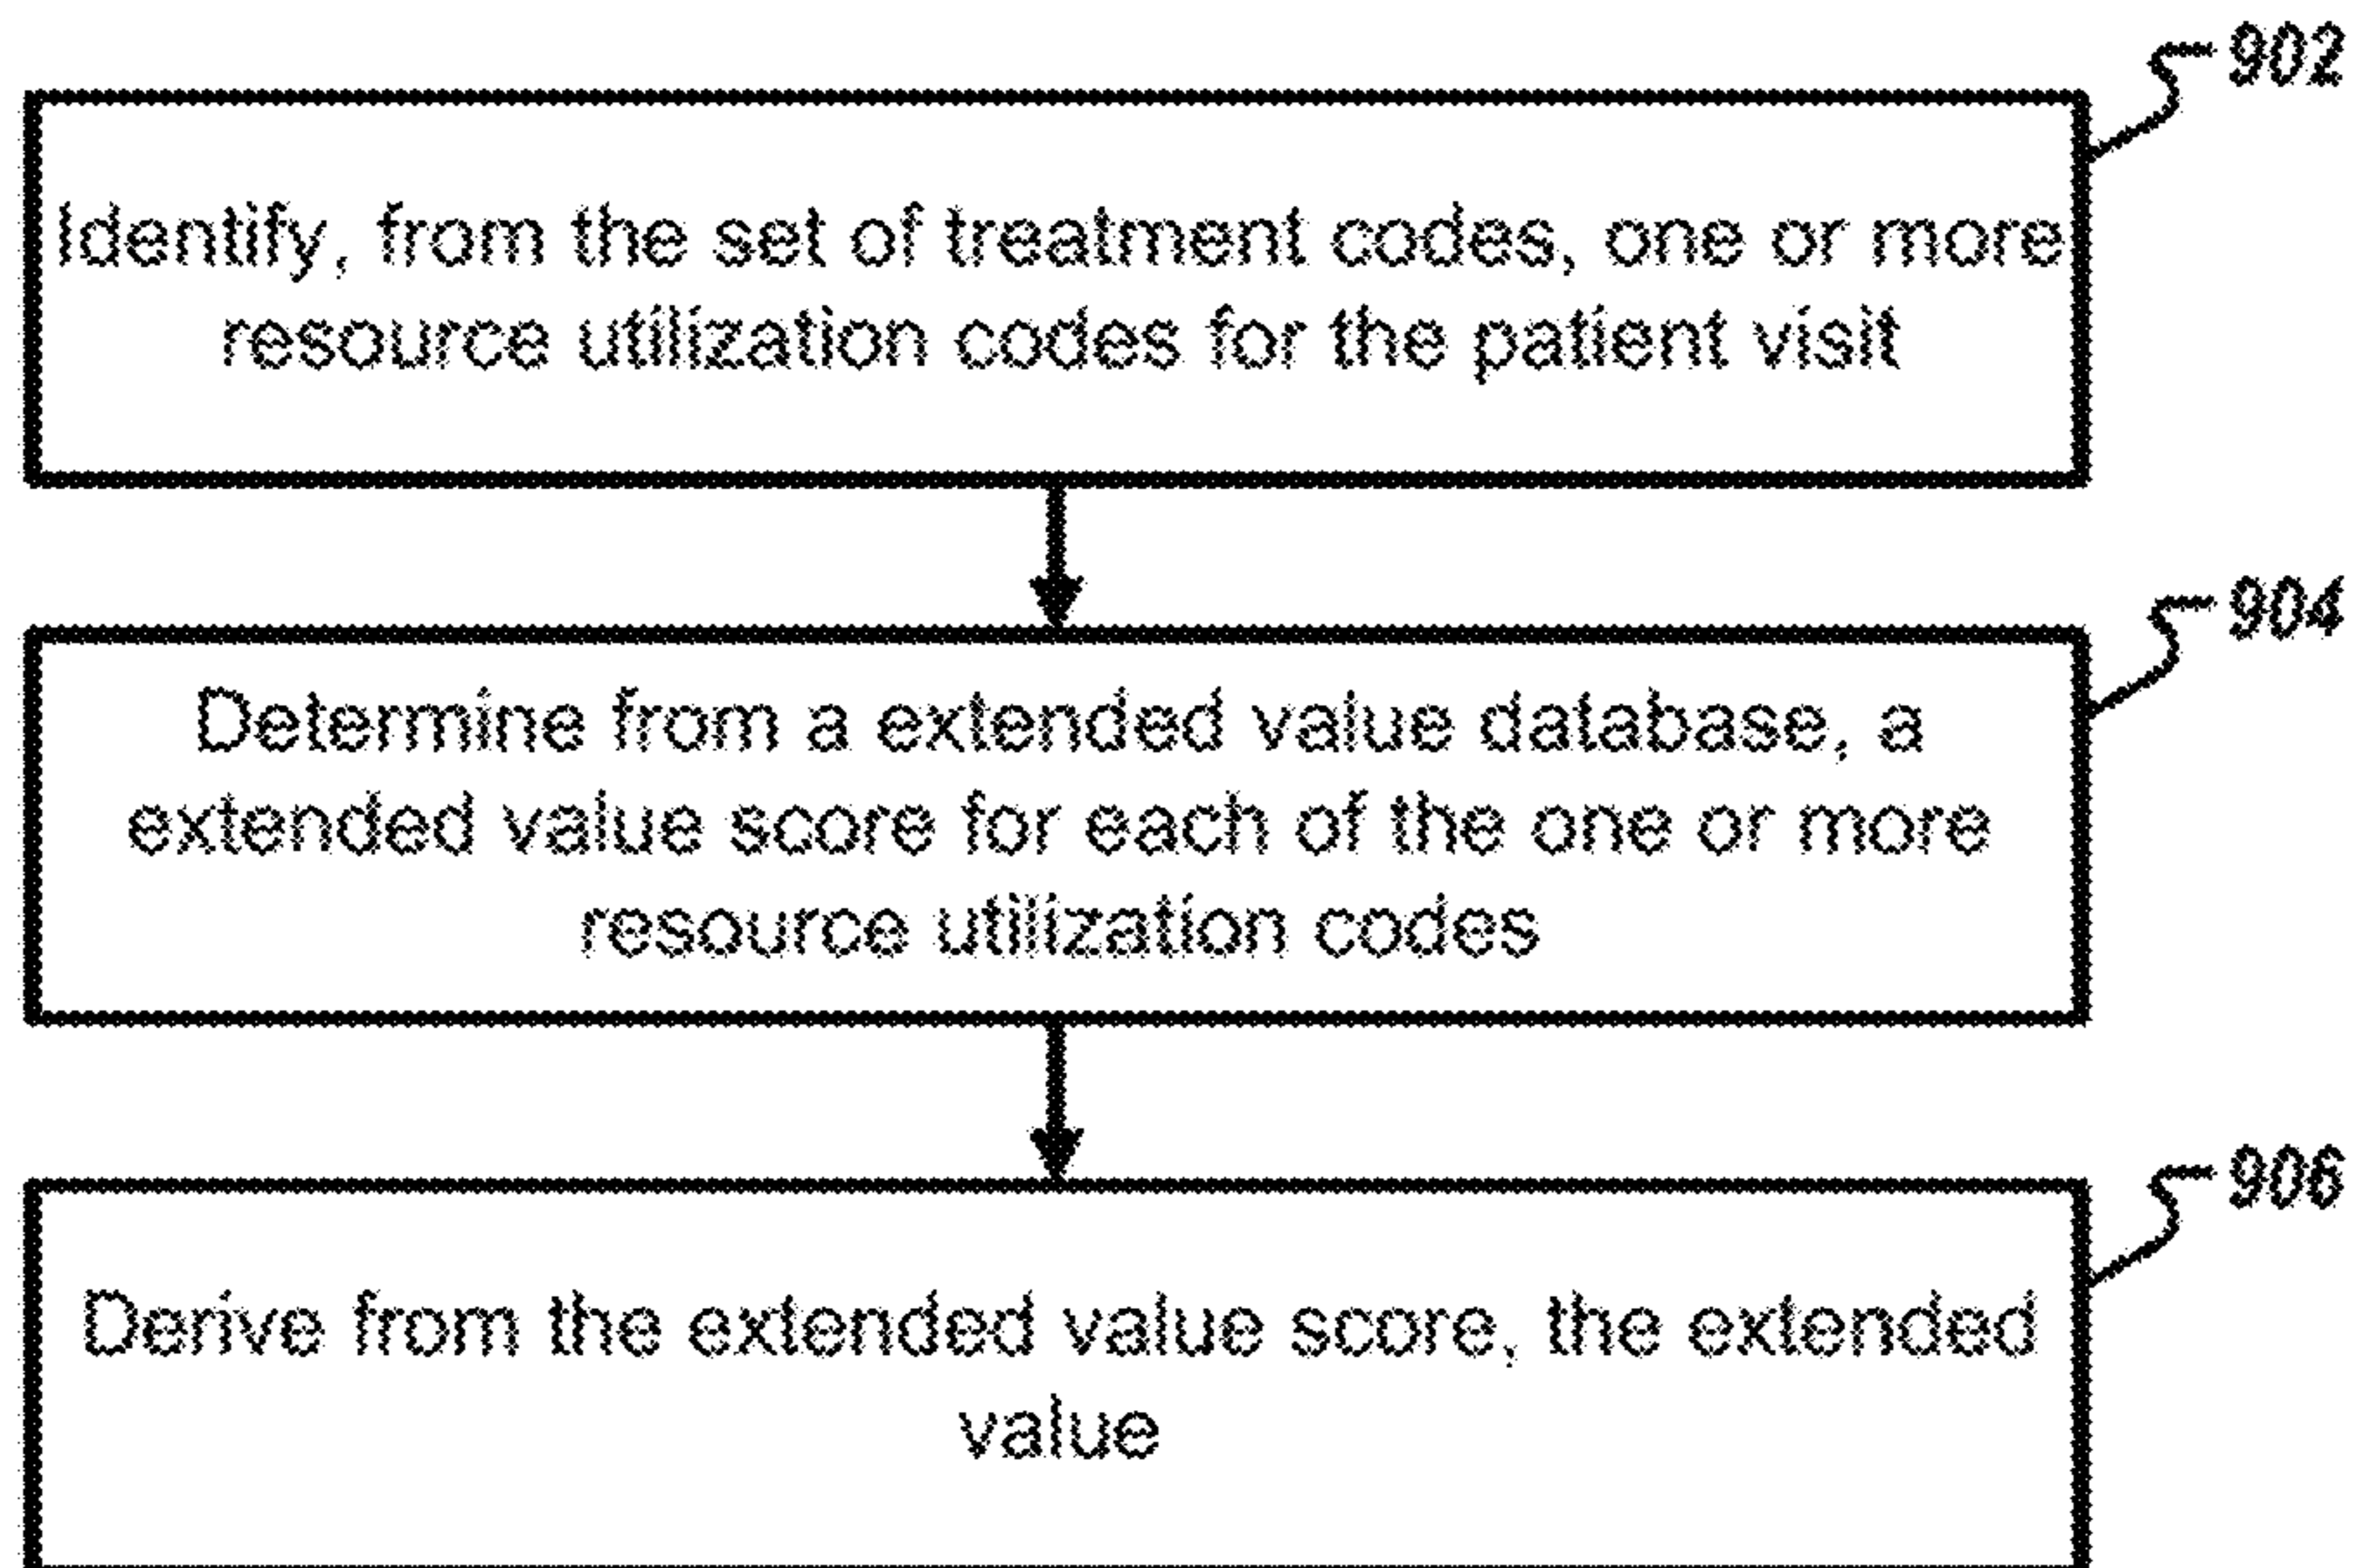 902
Identify, from the set of treatment codes, one or more
resource utilization codes for the patient visit
904
Determine from a extended value database, a
extended value score for each of the one or more
resource utilization codes
906
Derive from the extended value score, the extended
value